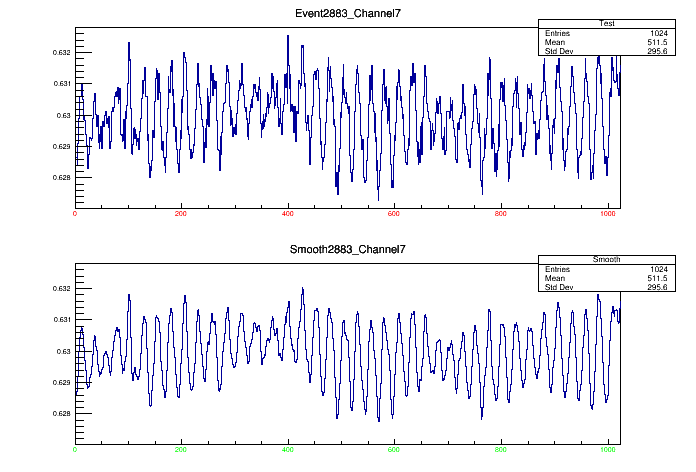 Event2883_Channel7
Test
Entries 1024
Mean 511.5
Std Dev 295.6
0.632
0.631
0.63
0.629
0.628
0 200 400 600 800 1000
Smooth2883_Channel7
Smooth
Entries 1024
Mean 511.5
Std Dev 295.6
0.632
0.631
0.63
0.629
0.628
0 200 400 600 800 1000